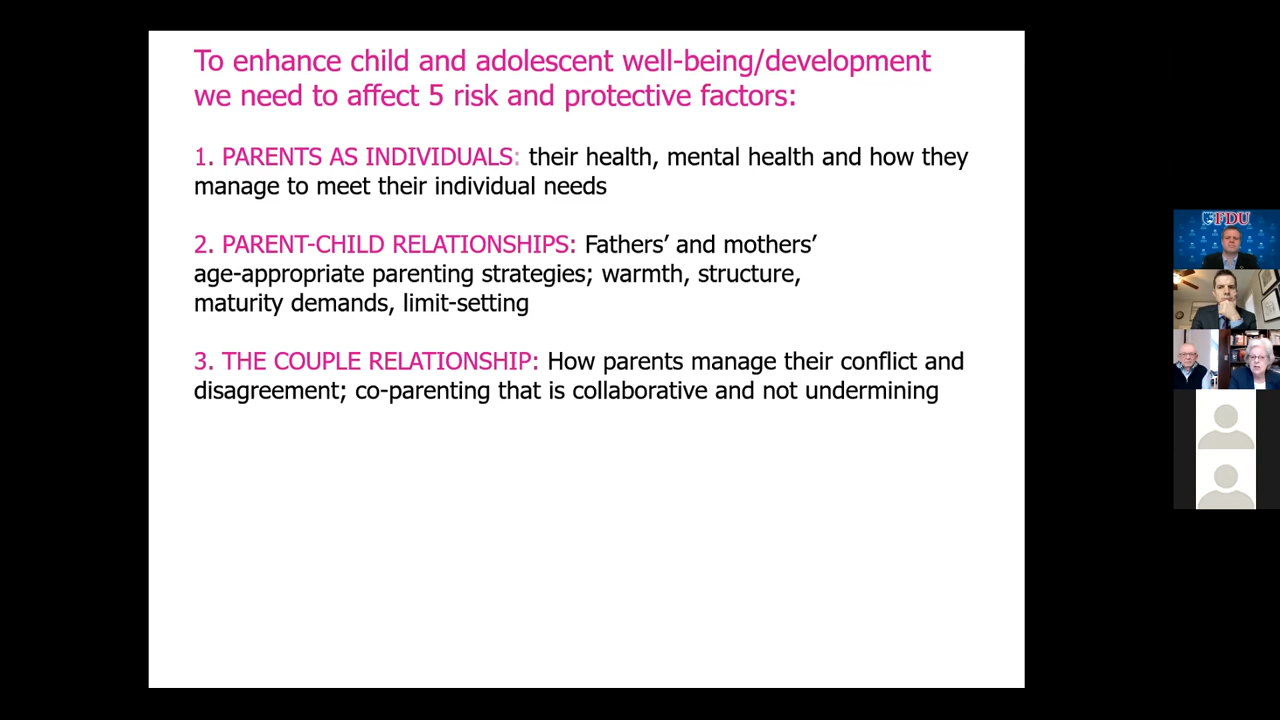 To enhance child and adolescent well-being/development
we need to affect 5 risk and protective factors:
1. PARENTS AS INDIVIDUALS: their health, mental health and how they
manage to meet their individual needs
2. PARENT-CHILD RELATIONSHIPS: Fathers’ and mothers’
age-appropriate parenting strategies; warmth, structure,
maturity demands, limit-setting
3. THE COUPLE RELATIONSHIP: How parents manage their conflict and
disagreement; co-parenting that is collaborative and not undermining
FDU